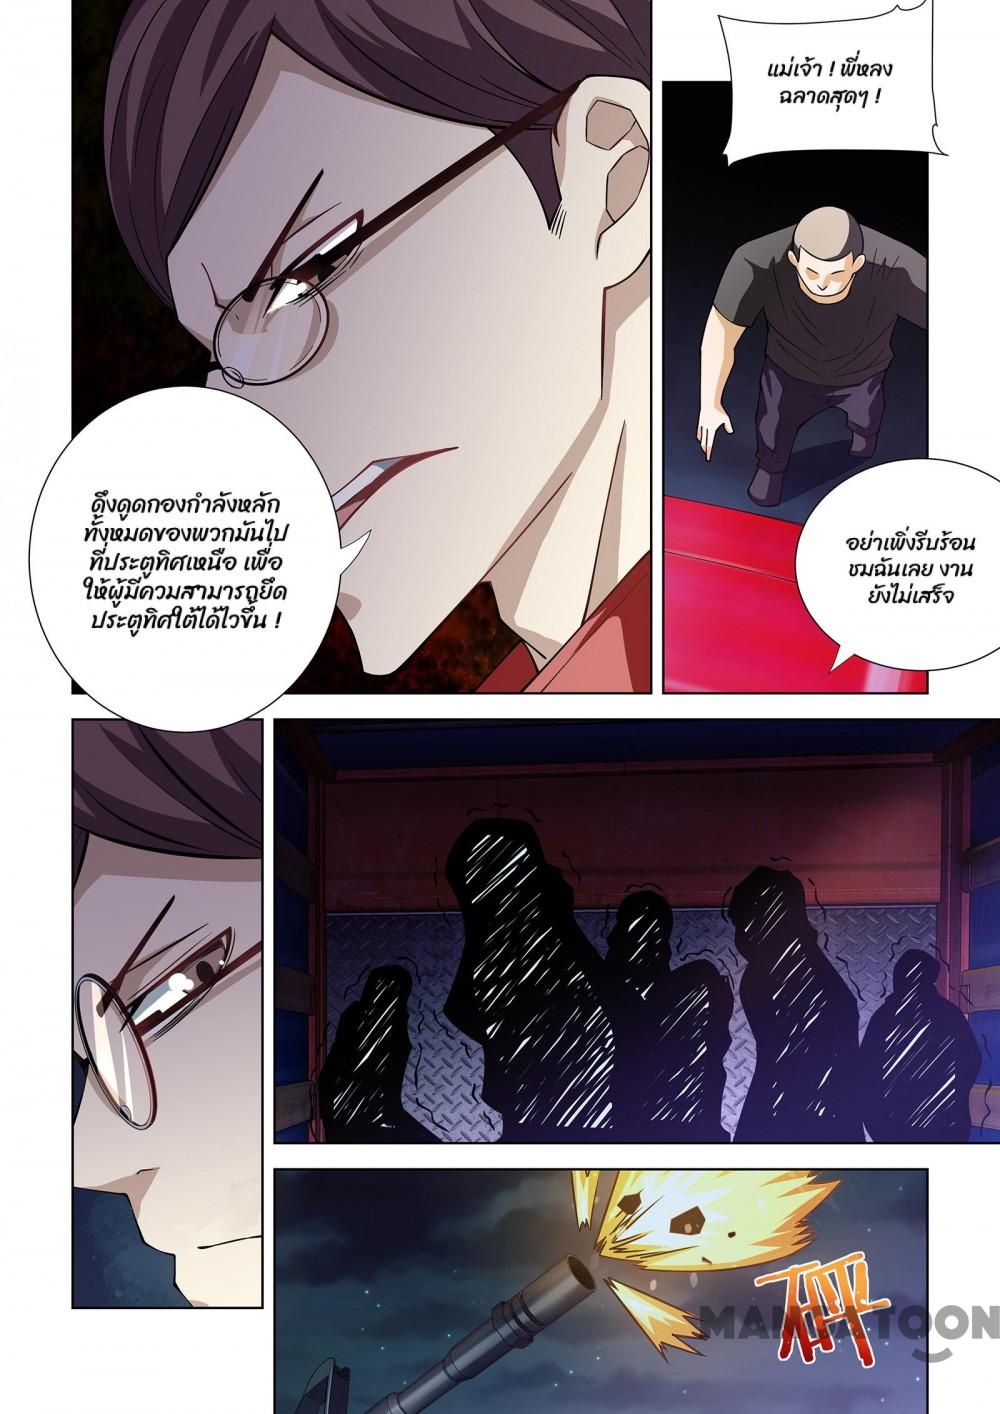 ดึงดูดกองกำลังหลัก
ทั้งหมดของพวกมันไป
ที่ประตูทิศเหนือ เพื่อ
ให้ผู้มีควมสามารถยึด
ประตูทิศใต้ได้ไวขึ้น !
แม่เจ้า ! พี่หลง
ฉลาดสุดๆ !
อย่าเพิ่งรีบร้อน
ชมฉันเลย งาน
ยังไม่เสร็จ
砰
MANGATOON